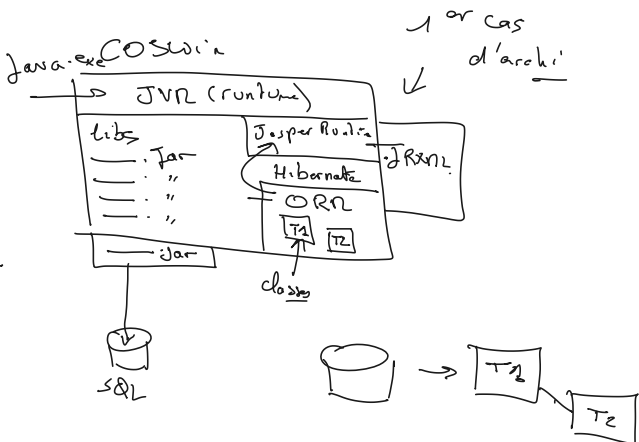 1er cas
d'archi
Java.exe COSWin
JVM (runtime)
libs
Jasper Runtime
.JRXML
.Jar
. "
. "
. "
Hibernate
ORM
T1
T2
.jar
classes
SQL
T1
T2